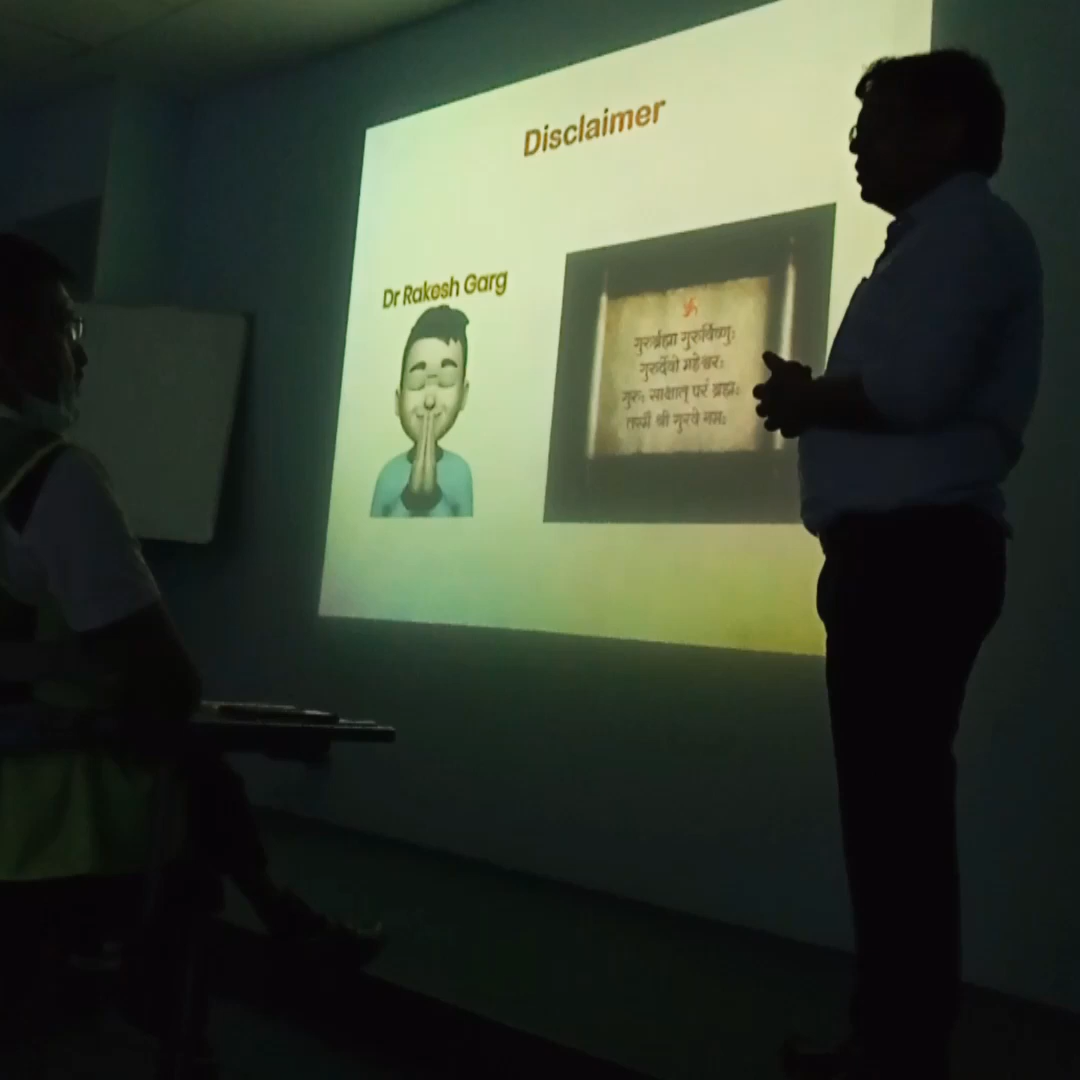 Disclaimer
Dr Rakesh Garg
गुरुर्ब्रह्मा गुरुर्विष्णुः
गुरुर्देवो महेश्वरः
गुरुः साक्षात् परं ब्रह्मः
तस्मै श्री गुरवे नमः